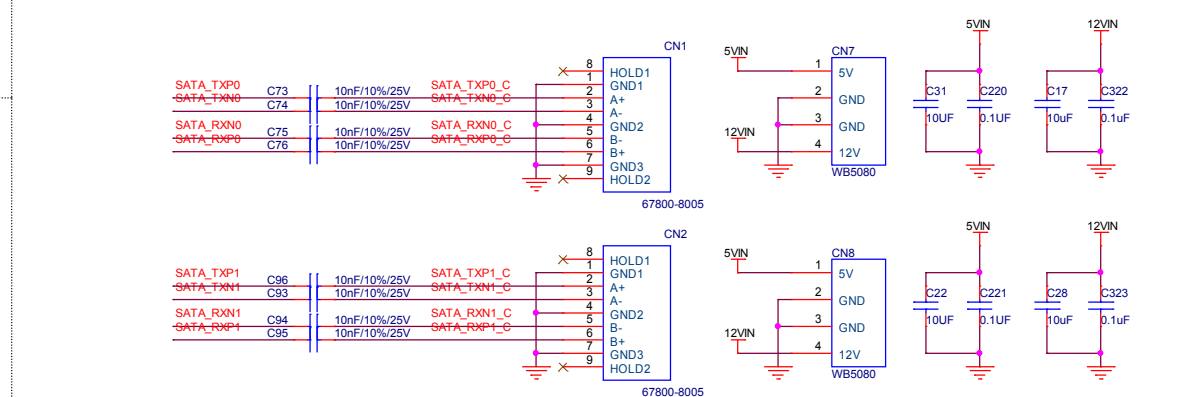 5VIN 12VIN
CN1 5VIN CN7
8 HOLD1 1 5V
SATA_TXP0 C73 10nF/10%/25V SATA_TXP0_C 1 GND1
SATA_TXN0 C74 10nF/10%/25V SATA_TXN0_C 2 A+ 2 GND C31 C220 C17 C322
3 A- 10UF 0.1UF 10uF 0.1uF
SATA_RXN0 C75 10nF/10%/25V SATA_RXN0_C 4 GND2 3 GND
SATA_RXP0 C76 10nF/10%/25V SATA_RXP0_C 5 B- 12VIN
6 B+ 4 12V
7 GND3 WB5080
9 HOLD2
67800-8005
5VIN 12VIN
CN2 5VIN CN8
8 HOLD1 1 5V
SATA_TXP1 C96 10nF/10%/25V SATA_TXP1_C 1 GND1
SATA_TXN1 C93 10nF/10%/25V SATA_TXN1_C 2 A+ 2 GND C22 C221 C28 C323
3 A- 10UF 0.1UF 10uF 0.1uF
SATA_RXN1 C94 10nF/10%/25V SATA_RXN1_C 4 GND2 3 GND
SATA_RXP1 C95 10nF/10%/25V SATA_RXP1_C 5 B- 12VIN
6 B+ 4 12V
7 GND3 WB5080
9 HOLD2
67800-8005